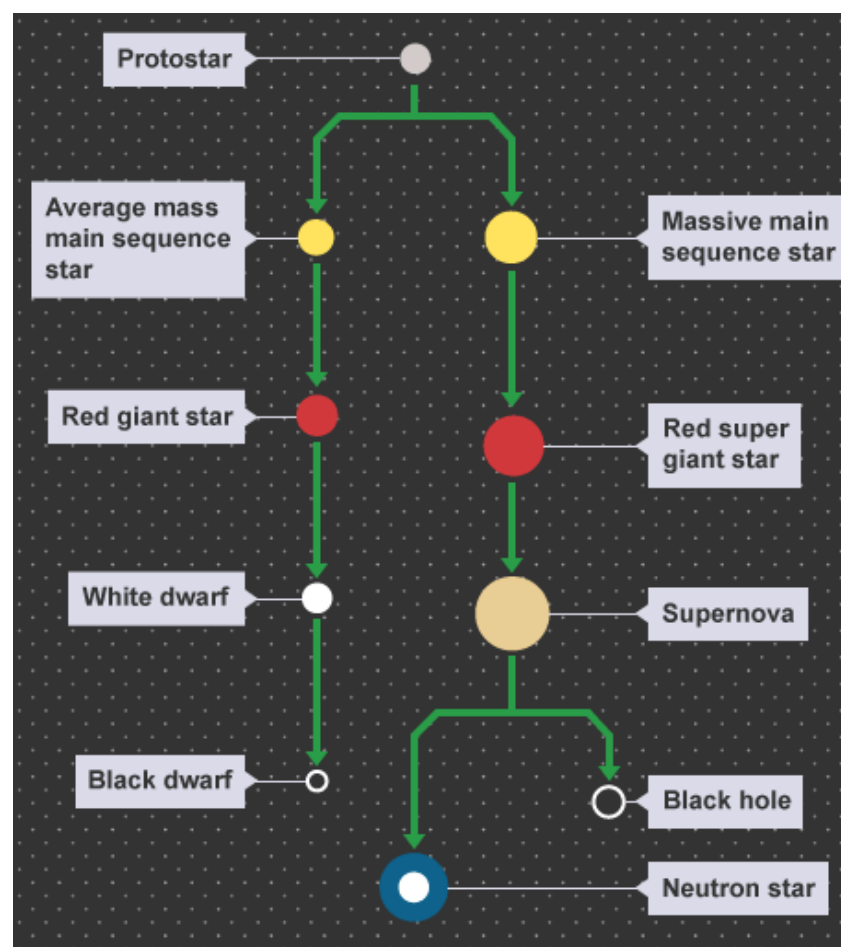 Protostar
Average mass
main sequence
star
Massive main
sequence star
Red giant star
Red super
giant star
White dwarf
Supernova
Black dwarf
Black hole
Neutron star